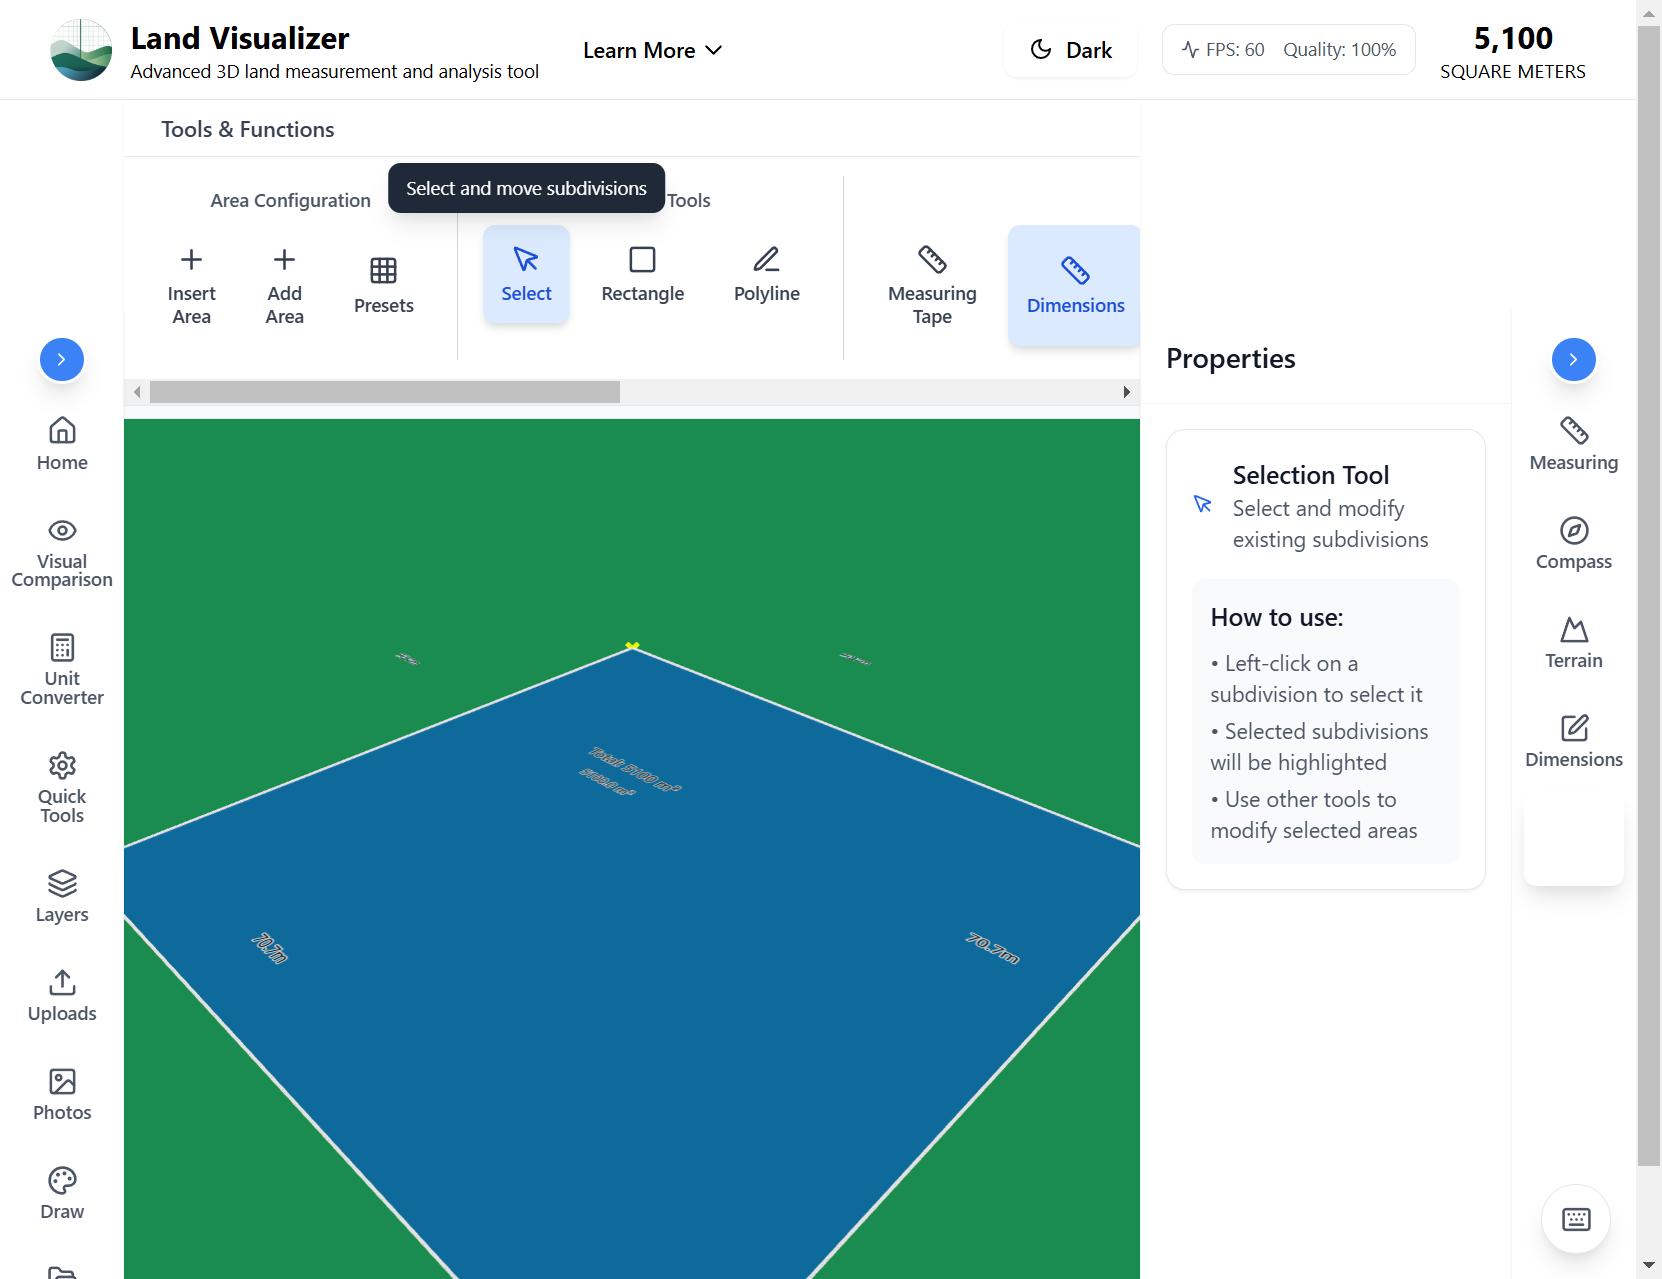 Land Visualizer
Advanced 3D land measurement and analysis tool
Learn More
Dark
FPS: 60 Quality: 100%
5,100
SQUARE METERS
Tools & Functions
Select and move subdivisions
Area Configuration
Tools
Insert
Area
Add
Area
Presets
Select
Rectangle
Polyline
Measuring
Tape
Dimensions
Home
Visual
Comparison
Unit
Converter
Quick
Tools
Layers
Uploads
Photos
Draw
Total: 5100 m²
5100.0 m²
70.7m
70.7m
Properties
Selection Tool
Select and modify
existing subdivisions
How to use:
• Left-click on a
subdivision to select it
• Selected subdivisions
will be highlighted
• Use other tools to
modify selected areas
Measuring
Compass
Terrain
Dimensions